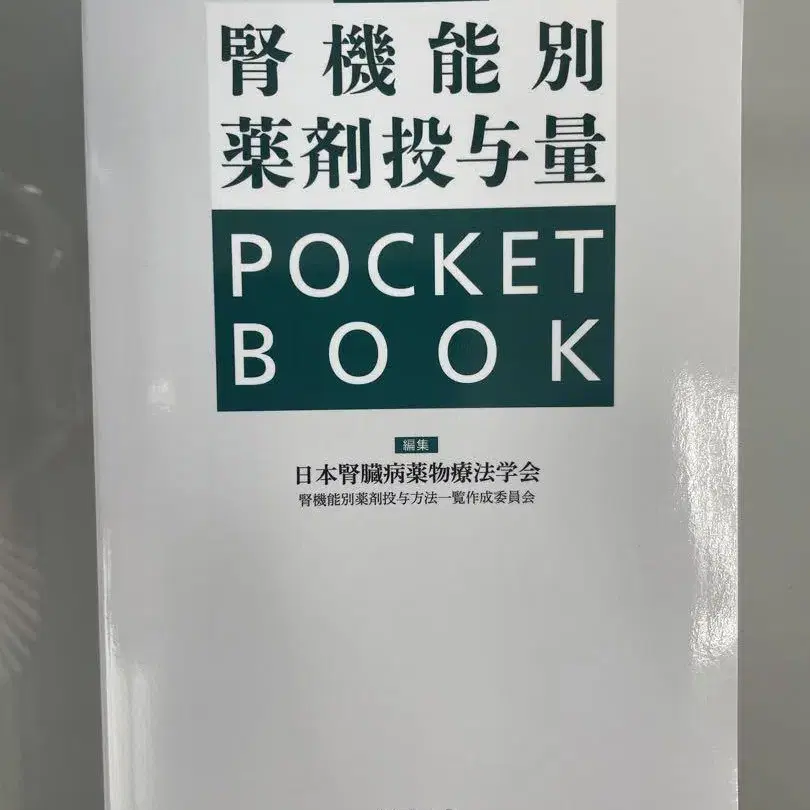 腎機能別
薬剤投与量
POCKET
BOOK
編集
日本腎臓病薬物療法学会
腎機能別薬剤投与方法一覧作成委員会